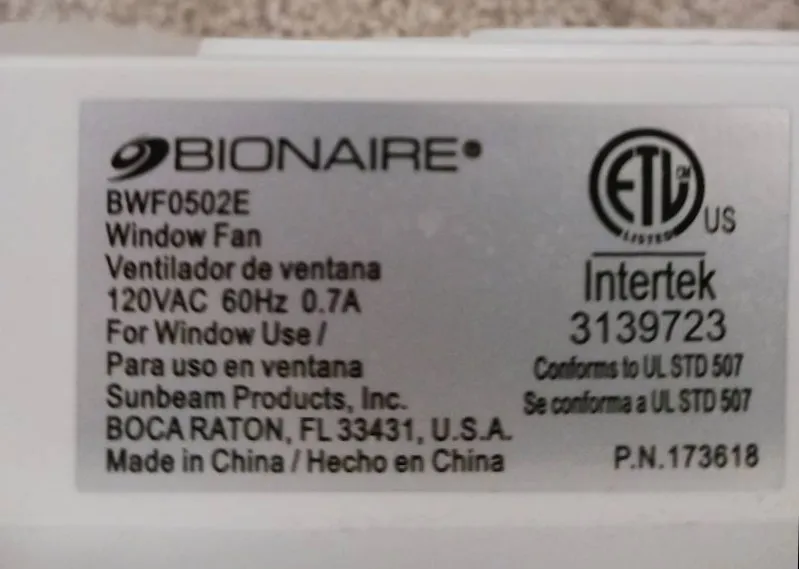 BIONAIRE
BWF0502E
Window Fan
Ventilador de ventana
120VAC 60Hz 0.7A
For Window Use /
Para uso en ventana
Sunbeam Products, Inc.
BOCA RATON, FL 33431, U.S.A.
Made in China / Hecho en China
ETL CM
LISTED
US
Intertek
3139723
Conforms to UL STD 507
Se conforma a UL STD 507
P.N.173618